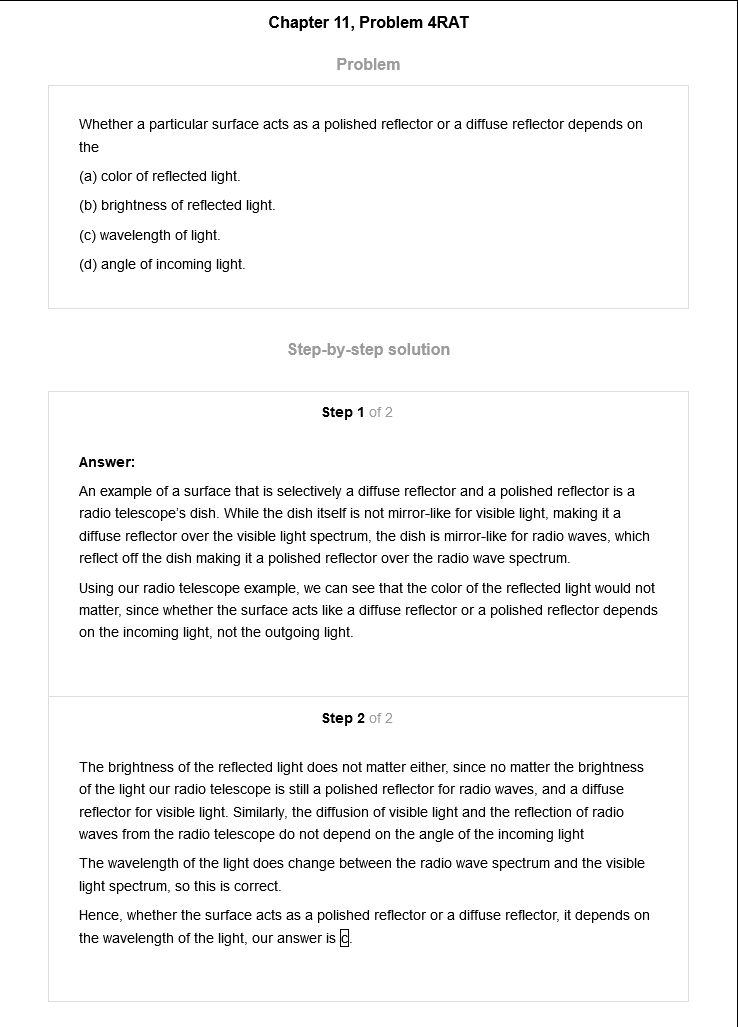 Chapter 11, Problem 4RAT
Problem
Whether a particular surface acts as a polished reflector or a diffuse reflector depends on
the
(a) color of reflected light.
(b) brightness of reflected light.
(c) wavelength of light.
(d) angle of incoming light.
Step-by-step solution
Step 1 of 2
Answer:
An example of a surface that is selectively a diffuse reflector and a polished reflector is a
radio telescope's dish. While the dish itself is not mirror-like for visible light, making it a
diffuse reflector over the visible light spectrum, the dish is mirror-like for radio waves, which
reflect off the dish making it a polished reflector over the radio wave spectrum.
Using our radio telescope example, we can see that the color of the reflected light would not
matter, since whether the surface acts like a diffuse reflector or a polished reflector depends
on the incoming light, not the outgoing light.
Step 2 of 2
The brightness of the reflected light does not matter either, since no matter the brightness
of the light our radio telescope is still a polished reflector for radio waves, and a diffuse
reflector for visible light. Similarly, the diffusion of visible light and the reflection of radio
waves from the radio telescope do not depend on the angle of the incoming light
The wavelength of the light does change between the radio wave spectrum and the visible
light spectrum, so this is correct.
Hence, whether the surface acts as a polished reflector or a diffuse reflector, it depends on
the wavelength of the light, our answer is c.